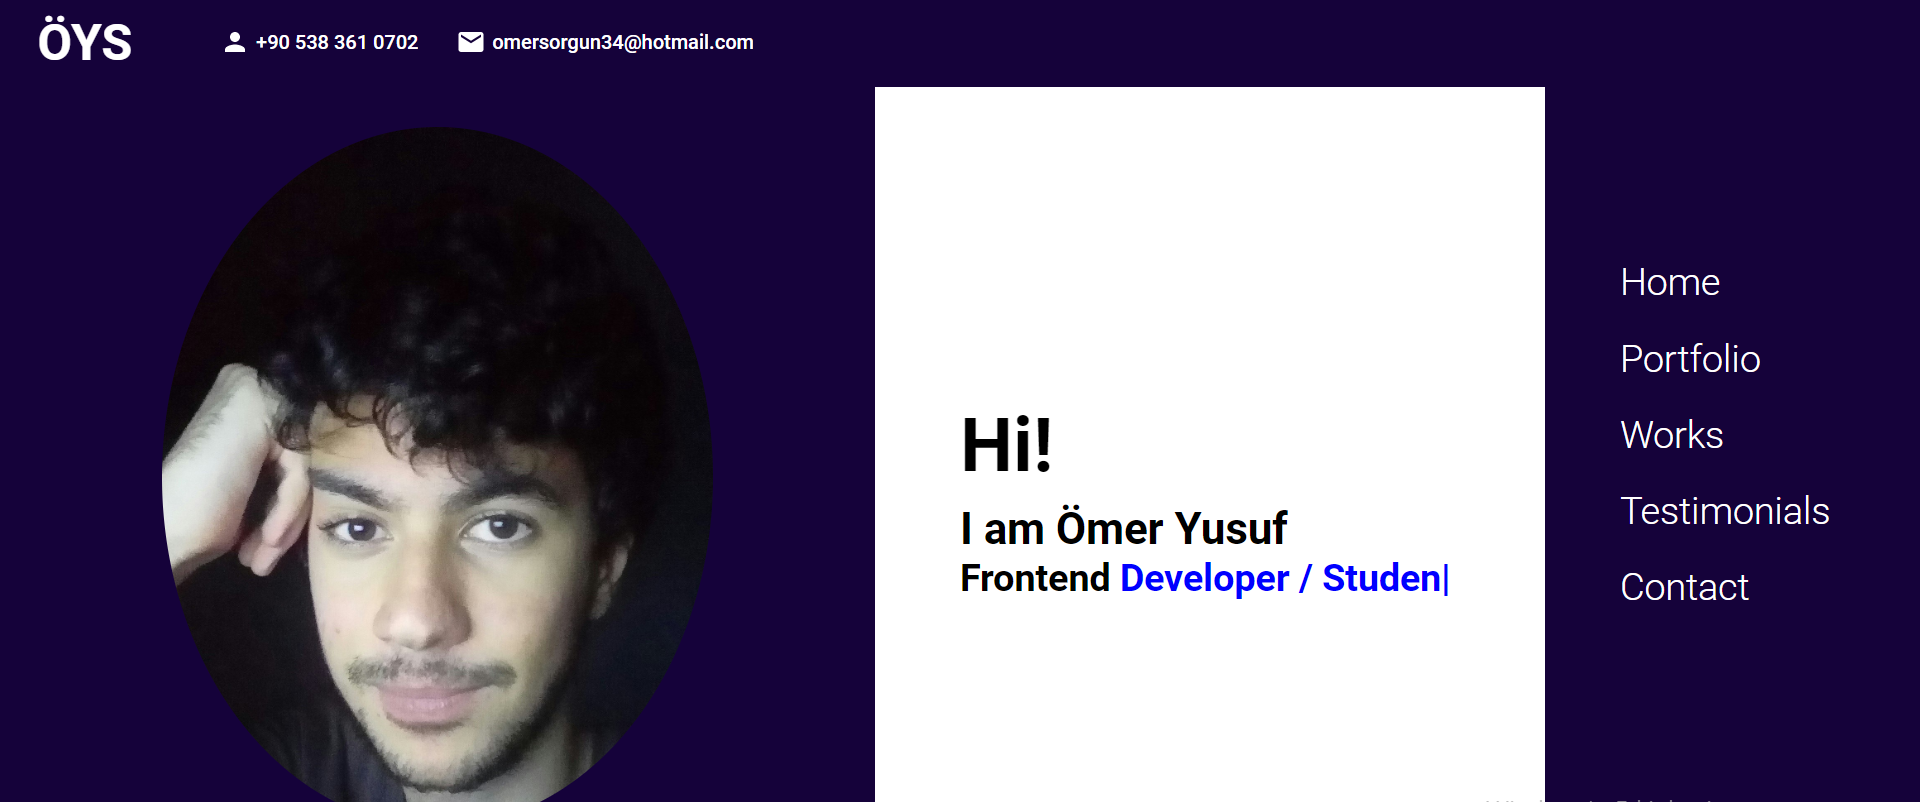 ÖYS
+90 538 361 0702
omersorgun34@hotmail.com
Hi!
I am Ömer Yusuf
Frontend Developer / Studen|
Home
Portfolio
Works
Testimonials
Contact